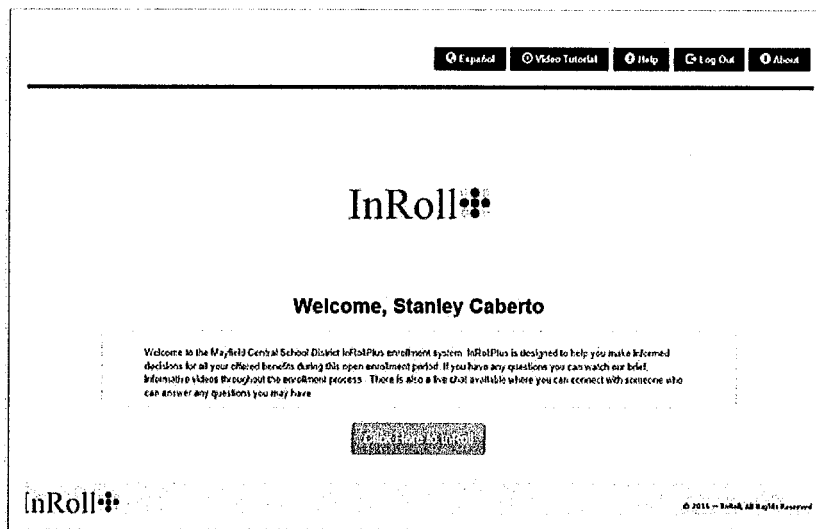 Español Video Tutorial Help Log Out About
InRoll
Welcome, Stanley Caberto
Welcome to the Mayfield Central School District InRollPlus enrollment system. InRollPlus is designed to help you make informed
decisions for all your offered benefits during this open enrollment period. If you have any questions you can watch our brief,
informative videos throughout the enrollment process. There is also a live chat available where you can connect with someone who
can answer any questions you may have
Click Here to InRoll
InRoll
© 2016 — InRoll, All Rights Reserved